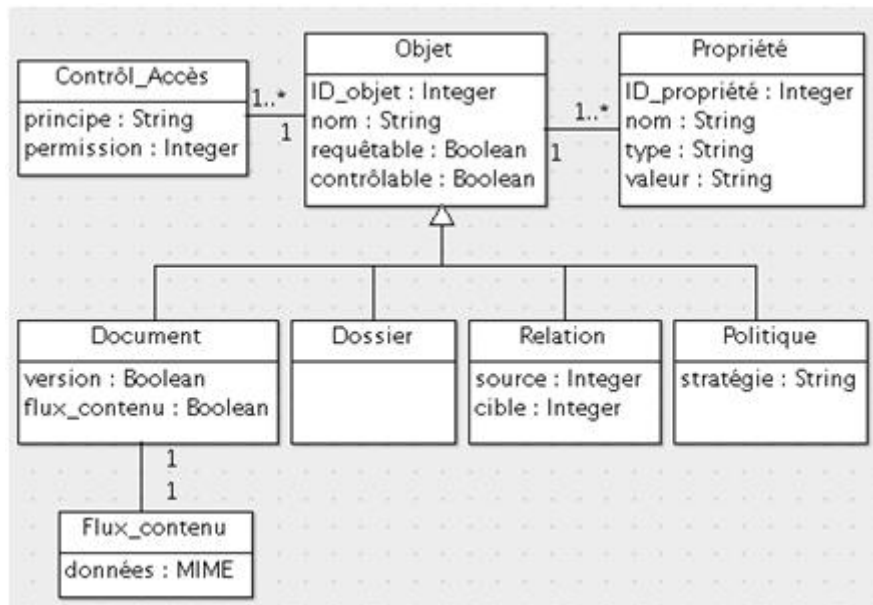 Contrôl_Accès
principe : String
permission : Integer
1..*
1
Objet
ID_objet : Integer
nom : String
requêtable : Boolean
contrôlable : Boolean
1..*
1
Propriété
ID_propriété : Integer
nom : String
type : String
valeur : String
Document
version : Boolean
flux_contenu : Boolean
Dossier
Relation
source : Integer
cible : Integer
Politique
stratégie : String
1
1
Flux_contenu
données : MIME